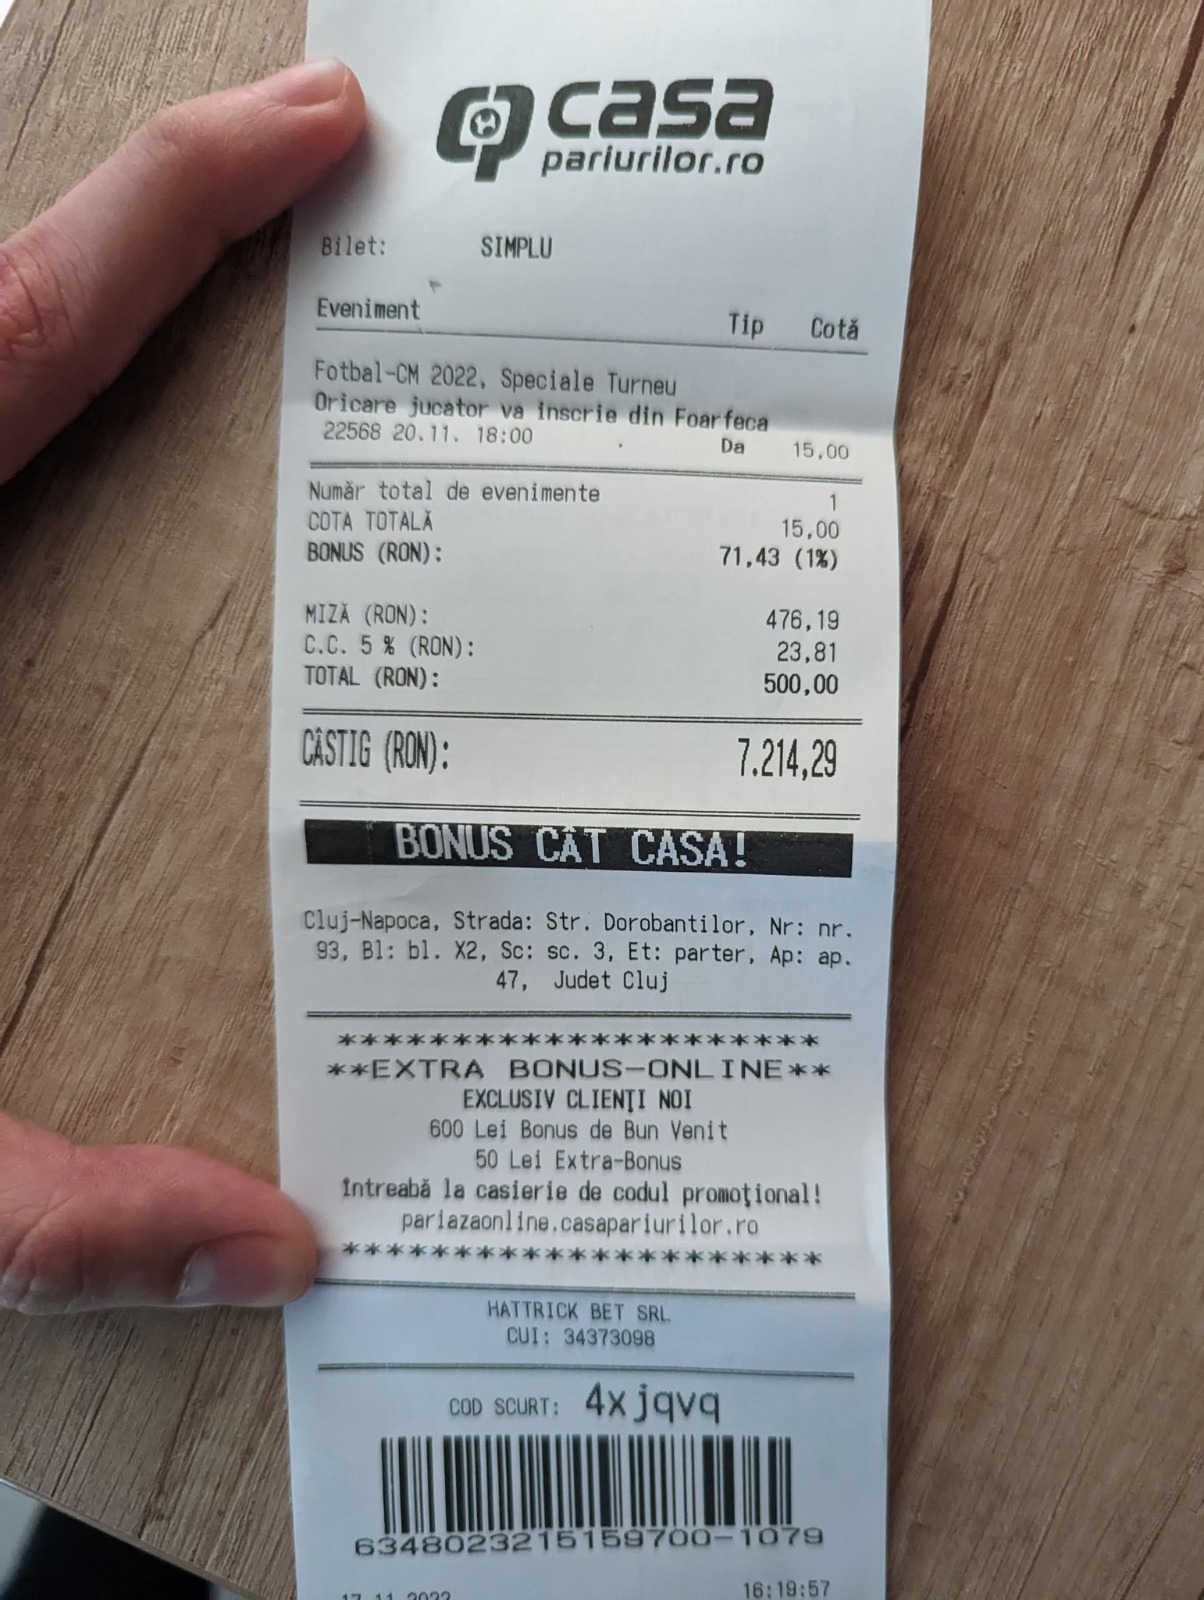 casa
pariurilor.ro
Bilet: SIMPLU
Eveniment Tip Cotă
Fotbal-CM 2022, Speciale Turneu
Oricare jucator va inscrie din Foarfeca
22568 20.11. 18:00 Da 15,00
Număr total de evenimente 1
COTA TOTALĂ 15,00
BONUS (RON): 71,43 (1%)
MIZĂ (RON): 476,19
C.C. 5 % (RON): 23,81
TOTAL (RON): 500,00
CÂSTIG (RON): 7.214,29
BONUS CÂT CASA!
Cluj-Napoca, Strada: Str. Dorobantilor, Nr: nr.
93, Bl: bl. X2, Sc: sc. 3, Et: parter, Ap: ap.
47, Judet Cluj
********************
**EXTRA BONUS-ONLINE**
EXCLUSIV CLIENŢI NOI
600 Lei Bonus de Bun Venit
50 Lei Extra-Bonus
întreabă la casierie de codul promoţional!
pariazaonline.casapariurilor.ro
********************
HATTRICK BET SRL
CUI: 34373098
COD SCURT: 4xjqvq
6348023215159700-1079
17.11.2022 16:19:57